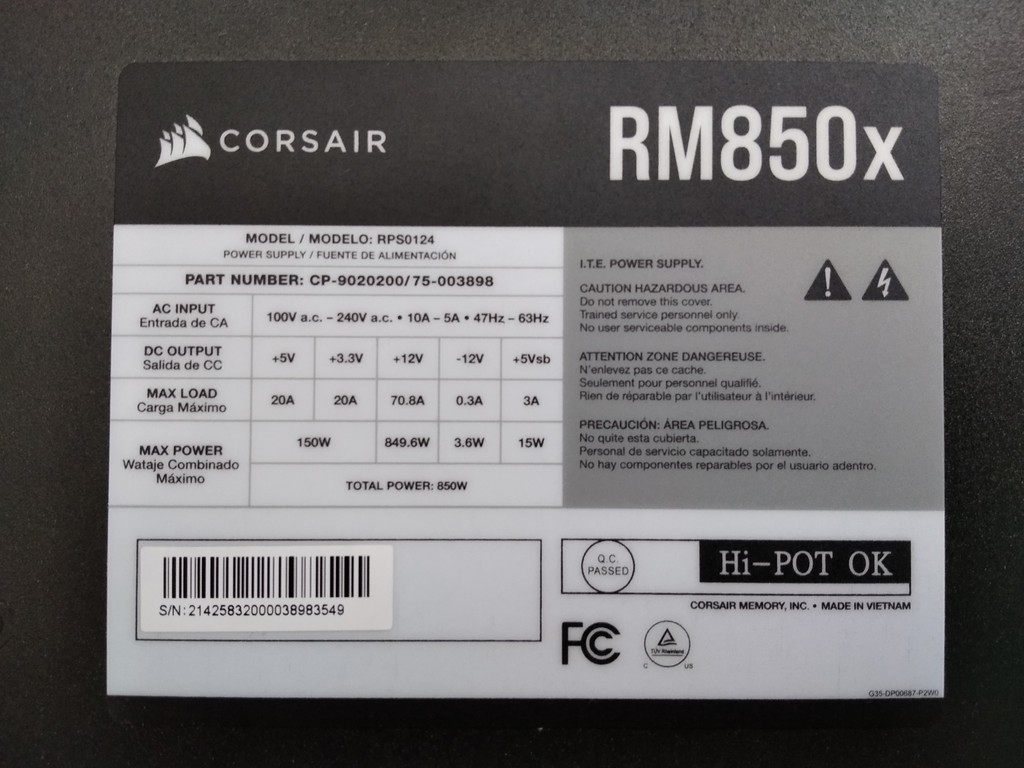 CORSAIR
RM850x
MODEL / MODELO: RPS0124
POWER SUPPLY / FUENTE DE ALIMENTACIÓN
PART NUMBER: CP-9020200/75-003898
AC INPUT
Entrada de CA
100V a.c. – 240V a.c. • 10A – 5A • 47Hz – 63Hz
DC OUTPUT
Salida de CC
+5V +3.3V +12V -12V +5Vsb
MAX LOAD
Carga Máximo
20A 20A 70.8A 0.3A 3A
MAX POWER
Wataje Combinado
Máximo
150W 849.6W 3.6W 15W
TOTAL POWER: 850W
I.T.E. POWER SUPPLY.
CAUTION HAZARDOUS AREA.
Do not remove this cover.
Trained service personnel only.
No user serviceable components inside.
ATTENTION ZONE DANGEREUSE.
N'enlevez pas ce cache.
Seulement pour personnel qualifié.
Rien de réparable par l'utilisateur à l'intérieur.
PRECAUCIÓN: ÁREA PELIGROSA.
No quite esta cubierta.
Personal de servicio capacitado solamente.
No hay componentes reparables por el usuario adentro.
S/N: 21425832000038983549
Q.C.
PASSED
Hi-POT OK
CORSAIR MEMORY, INC. • MADE IN VIETNAM
FC
TÜV Rheinland
C US
G35-DP00687-P2W0